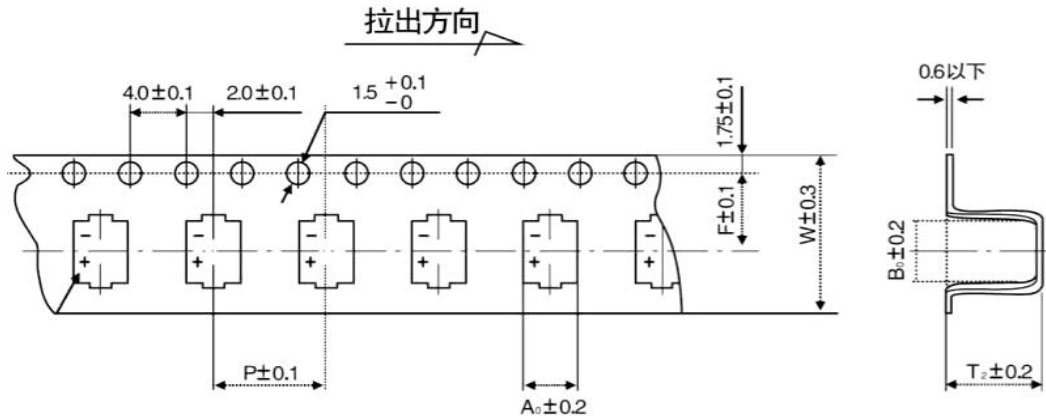 拉出方向
4.0±0.1
2.0±0.1
1.5 +0.1
-0
1.75±0.1
0.6以下
F±0.1
W±0.3
B₀±0.2
- - - - - -
+ + + + + +
P±0.1
A₀±0.2
T₂±0.2